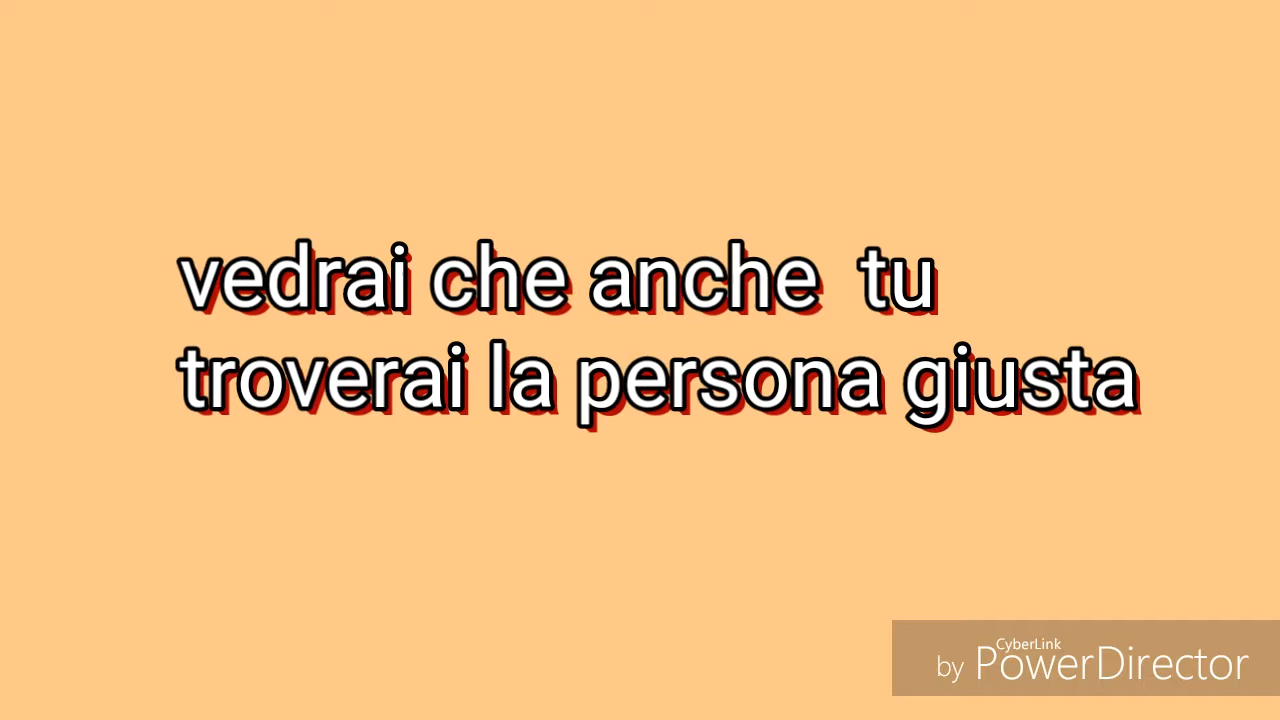 vedrai che anche  tu
troverai la persona giusta
CyberLink
by PowerDirector